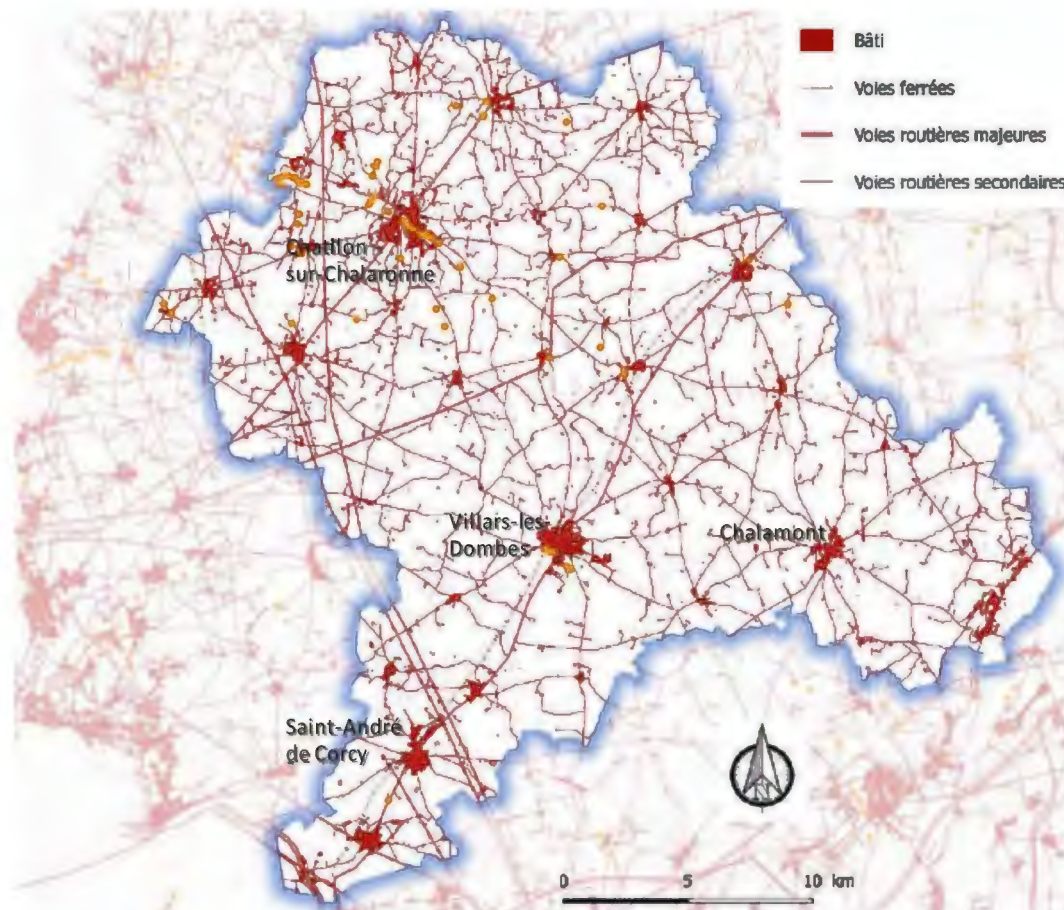 Bâti
Voies ferrées
Voies routières majeures
Voies routières secondaires
Chatillon
sur-Chalaronne
Villars-les-
Dombes
Chalamont
Saint-André
de Corcy
0 5 10 km